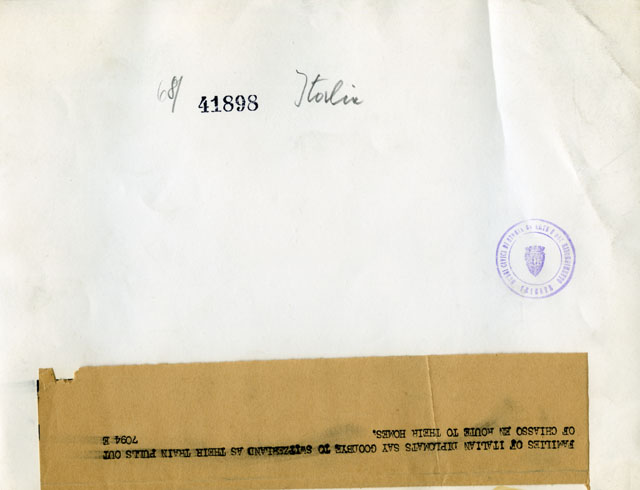 68/ 41898 Italia
FAMILIES OF ITALIAN DIPLOMATS SAY GOODBYE TO SWITZERLAND AS THEIR TRAIN PULLS OUT
OF CHIASSO EN ROUTE TO THEIR HOMES.
7094 E